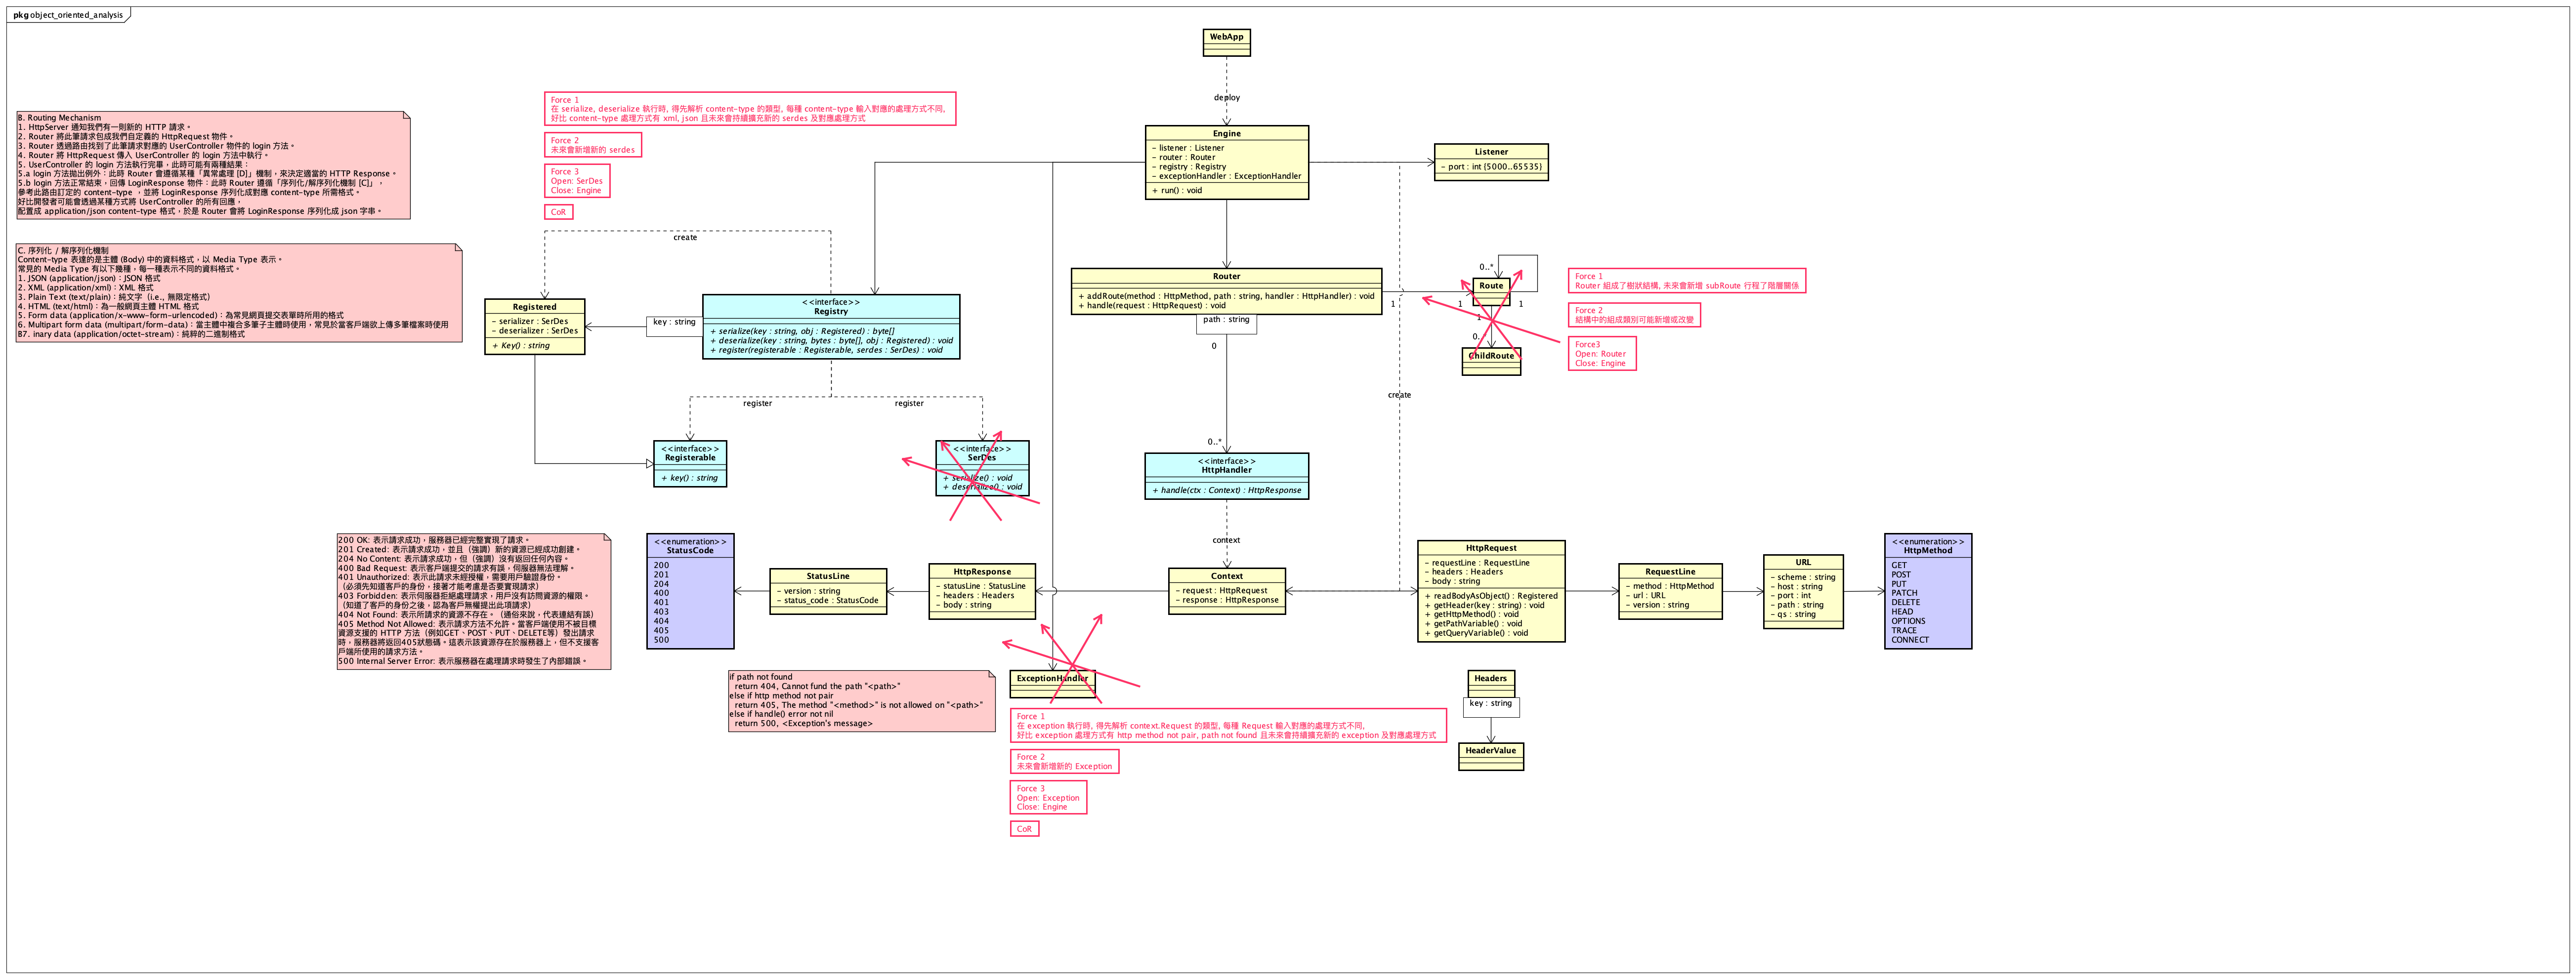 pkg object_oriented_analysis
WebApp
deploy
B. Routing Mechanism
1. HttpServer 通知我們有一則新的 HTTP 請求。
2. Router 將此筆請求包成我們自定義的 HttpRequest 物件。
3. Router 透過路由找到了此筆請求對應的 UserController 物件的 login 方法。
4. Router 將 HttpRequest 傳入 UserController 的 login 方法中執行。
5. UserController 的 login 方法執行完畢，此時可能有兩種結果：
5.a login 方法拋出例外：此時 Router 會遵循某種「異常處理 [D]」機制，來決定適當的 HTTP Response。
5.b login 方法正常結束，回傳 LoginResponse 物件：此時 Router 遵循「序列化/解序列化機制 [C]」，
參考此路由訂定的 content-type ，並將 LoginResponse 序列化成對應 content-type 所需格式。
好比開發者可能會透過某種方式將 UserController 的所有回應，
配置成 application/json content-type 格式，於是 Router 會將 LoginResponse 序列化成 json 字串。
C. 序列化 / 解序列化機制
Content-type 表達的是主體 (Body) 中的資料格式，以 Media Type 表示。
常見的 Media Type 有以下幾種，每一種表示不同的資料格式。
1. JSON (application/json)：JSON 格式
2. XML (application/xml)：XML 格式
3. Plain Text (text/plain)：純文字（i.e., 無限定格式）
4. HTML (text/html)：為一般網頁主體 HTML 格式
5. Form data (application/x-www-form-urlencoded)：為常見網頁提交表單時所用的格式
6. Multipart form data (multipart/form-data)：當主體中複合多筆子主體時使用，常見於當客戶端欲上傳多筆檔案時使用
B7. inary data (application/octet-stream)：純粹的二進制格式
Force 1
在 serialize, deserialize 執行時, 得先解析 content-type 的類型, 每種 content-type 輸入對應的處理方式不同,
好比 content-type 處理方式有 xml, json 且未來會持續擴充新的 serdes 及對應處理方式
Force 2
未來會新增新的 serdes
Force 3
Open: SerDes
Close: Engine
CoR
Engine
- listener : Listener
- router : Router
- registry : Registry
- exceptionHandler : ExceptionHandler
+ run() : void
Listener
- port : int (5000..65535)
create
Registered
- serializer : SerDes
- deserializer : SerDes
+ Key() : string
key : string
<<interface>>
Registry
+ serialize(key : string, obj : Registered) : byte[]
+ deserialize(key : string, bytes : byte[], obj : Registered) : void
+ register(registerable : Registerable, serdes : SerDes) : void
Router
+ addRoute(method : HttpMethod, path : string, handler : HttpHandler) : void
+ handle(request : HttpRequest) : void
path : string
0
1
1
0..*
Route
1
1
0..
ChildRoute
Force 1
Router 組成了樹狀結構, 未來會新增 subRoute 行程了階層關係
Force 2
結構中的組成類別可能新增或改變
Force3
Open: Router
Close: Engine
create
register
register
<<interface>>
Registerable
+ key() : string
<<interface>>
SerDes
+ serialize() : void
+ deserialize() : void
0..*
<<interface>>
HttpHandler
+ handle(ctx : Context) : HttpResponse
context
200 OK: 表示請求成功，服務器已經完整實現了請求。
201 Created: 表示請求成功，並且（強調）新的資源已經成功創建。
204 No Content: 表示請求成功，但（強調）沒有返回任何內容。
400 Bad Request: 表示客戶端提交的請求有誤，伺服器無法理解。
401 Unauthorized: 表示此請求未經授權，需要用戶驗證身份。
（必須先知道客戶的身份，接著才能考慮是否要實現請求）
403 Forbidden: 表示伺服器拒絕處理請求，用戶沒有訪問資源的權限。
（知道了客戶的身份之後，認為客戶無權提出此項請求）
404 Not Found: 表示所請求的資源不存在。（通俗來說，代表連結有誤）
405 Method Not Allowed: 表示請求方法不允許。當客戶端使用不被目標
資源支援的 HTTP 方法（例如GET、POST、PUT、DELETE等）發出請求
時，服務器將返回405狀態碼。這表示該資源存在於服務器上，但不支援客
戶端所使用的請求方法。
500 Internal Server Error: 表示服務器在處理請求時發生了內部錯誤。
<<enumeration>>
StatusCode
200
201
204
400
401
403
404
405
500
StatusLine
- version : string
- status_code : StatusCode
HttpResponse
- statusLine : StatusLine
- headers : Headers
- body : string
Context
- request : HttpRequest
- response : HttpResponse
HttpRequest
- requestLine : RequestLine
- headers : Headers
- body : string
+ readBodyAsObject() : Registered
+ getHeader(key : string) : void
+ getHttpMethod() : void
+ getPathVariable() : void
+ getQueryVariable() : void
RequestLine
- method : HttpMethod
- url : URL
- version : string
URL
- scheme : string
- host : string
- port : int
- path : string
- qs : string
<<enumeration>>
HttpMethod
GET
POST
PUT
PATCH
DELETE
HEAD
OPTIONS
TRACE
CONNECT
if path not found
return 404, Cannot fund the path "<path>"
else if http method not pair
return 405, The method "<method>" is not allowed on "<path>"
else if handle() error not nil
return 500, <Exception's message>
ExceptionHandler
Force 1
在 exception 執行時, 得先解析 context.Request 的類型, 每種 Request 輸入對應的處理方式不同,
好比 exception 處理方式有 http method not pair, path not found 且未來會持續擴充新的 exception 及對應處理方式
Force 2
未來會新增新的 Exception
Force 3
Open: Exception
Close: Engine
CoR
Headers
key : string
HeaderValue